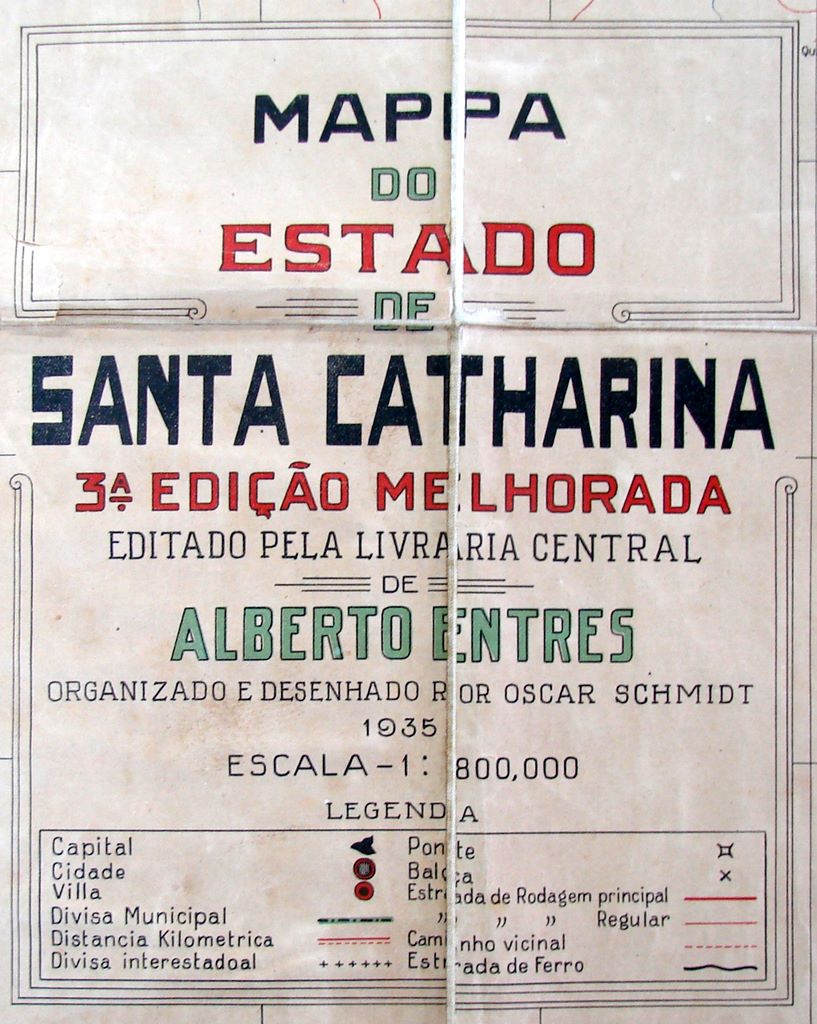 MAPPA
DO
ESTADO
DE
SANTA CATHARINA
3ª EDIÇÃO MELHORADA
EDITADO PELA LIVRARIA CENTRAL
DE
ALBERTO ENTRES
ORGANIZADO E DESENHADO POR OSCAR SCHMIDT
1935
ESCALA-1:800,000
LEGENDA
Capital
Cidade
Villa
Divisa Municipal
Distancia Kilometrica
Divisa interestadoal
Ponte
Balça
Estrada de Rodagem principal
" " " Regular
Caminho vicinal
Estrada de Ferro